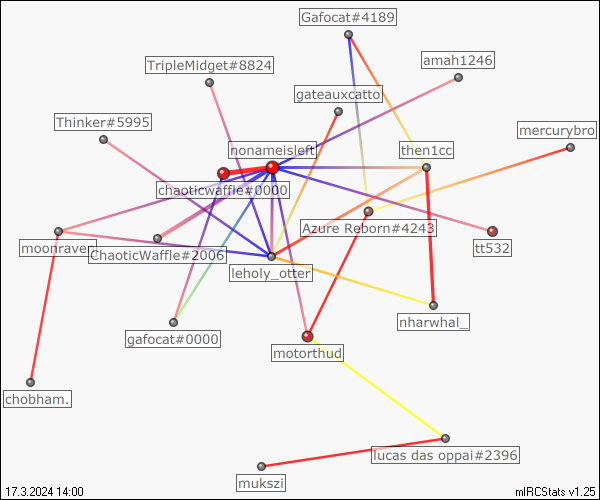 Gafocat#4189
amah1246
TripleMidget#8824
gateauxcatto
Thinker#5995
mercurybro
nonameisleft
then1cc
chaoticwaffle#0000
Azure Reborn#4243
tt532
moonraven
ChaoticWaffle#2006
leholy_otter
nharwhal_
gafocat#0000
motorthud
chobham.
lucas das oppai#2396
mukszi
17.3.2024 14:00
mIRCStats v1.25